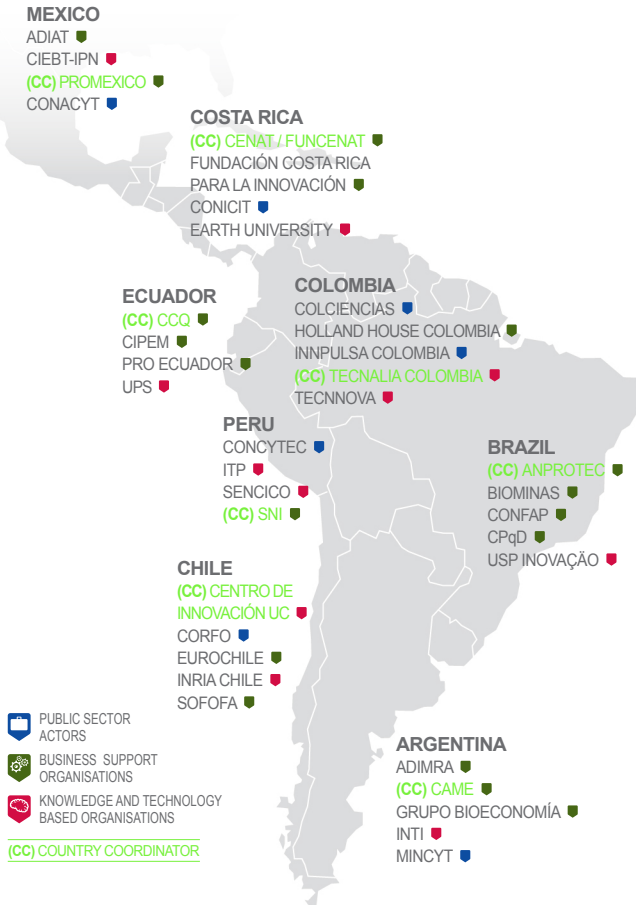 MEXICO
ADIAT
CIEBT-IPN
(CC) PROMEXICO
CONACYT
COSTA RICA
(CC) CENAT / FUNCENAT
FUNDACIÓN COSTA RICA
PARA LA INNOVACIÓN
CONICIT
EARTH UNIVERSITY
ECUADOR
(CC) CCQ
CIPEM
PRO ECUADOR
UPS
COLOMBIA
COLCIENCIAS
HOLLAND HOUSE COLOMBIA
INNPULSA COLOMBIA
(CC) TECNALIA COLOMBIA
TECNNOVA
PERU
CONCYTEC
ITP
SENCICO
(CC) SNI
BRAZIL
(CC) ANPROTEC
BIOMINAS
CONFAP
CPqD
USP INOVAÇÄO
CHILE
(CC) CENTRO DE
INNOVACIÓN UC
CORFO
EUROCHILE
INRIA CHILE
SOFOFA
ARGENTINA
ADIMRA
(CC) CAME
GRUPO BIOECONOMÍA
INTI
MINCYT
PUBLIC SECTOR
ACTORS
BUSINESS SUPPORT
ORGANISATIONS
KNOWLEDGE AND TECHNOLOGY
BASED ORGANISATIONS
(CC) COUNTRY COORDINATOR